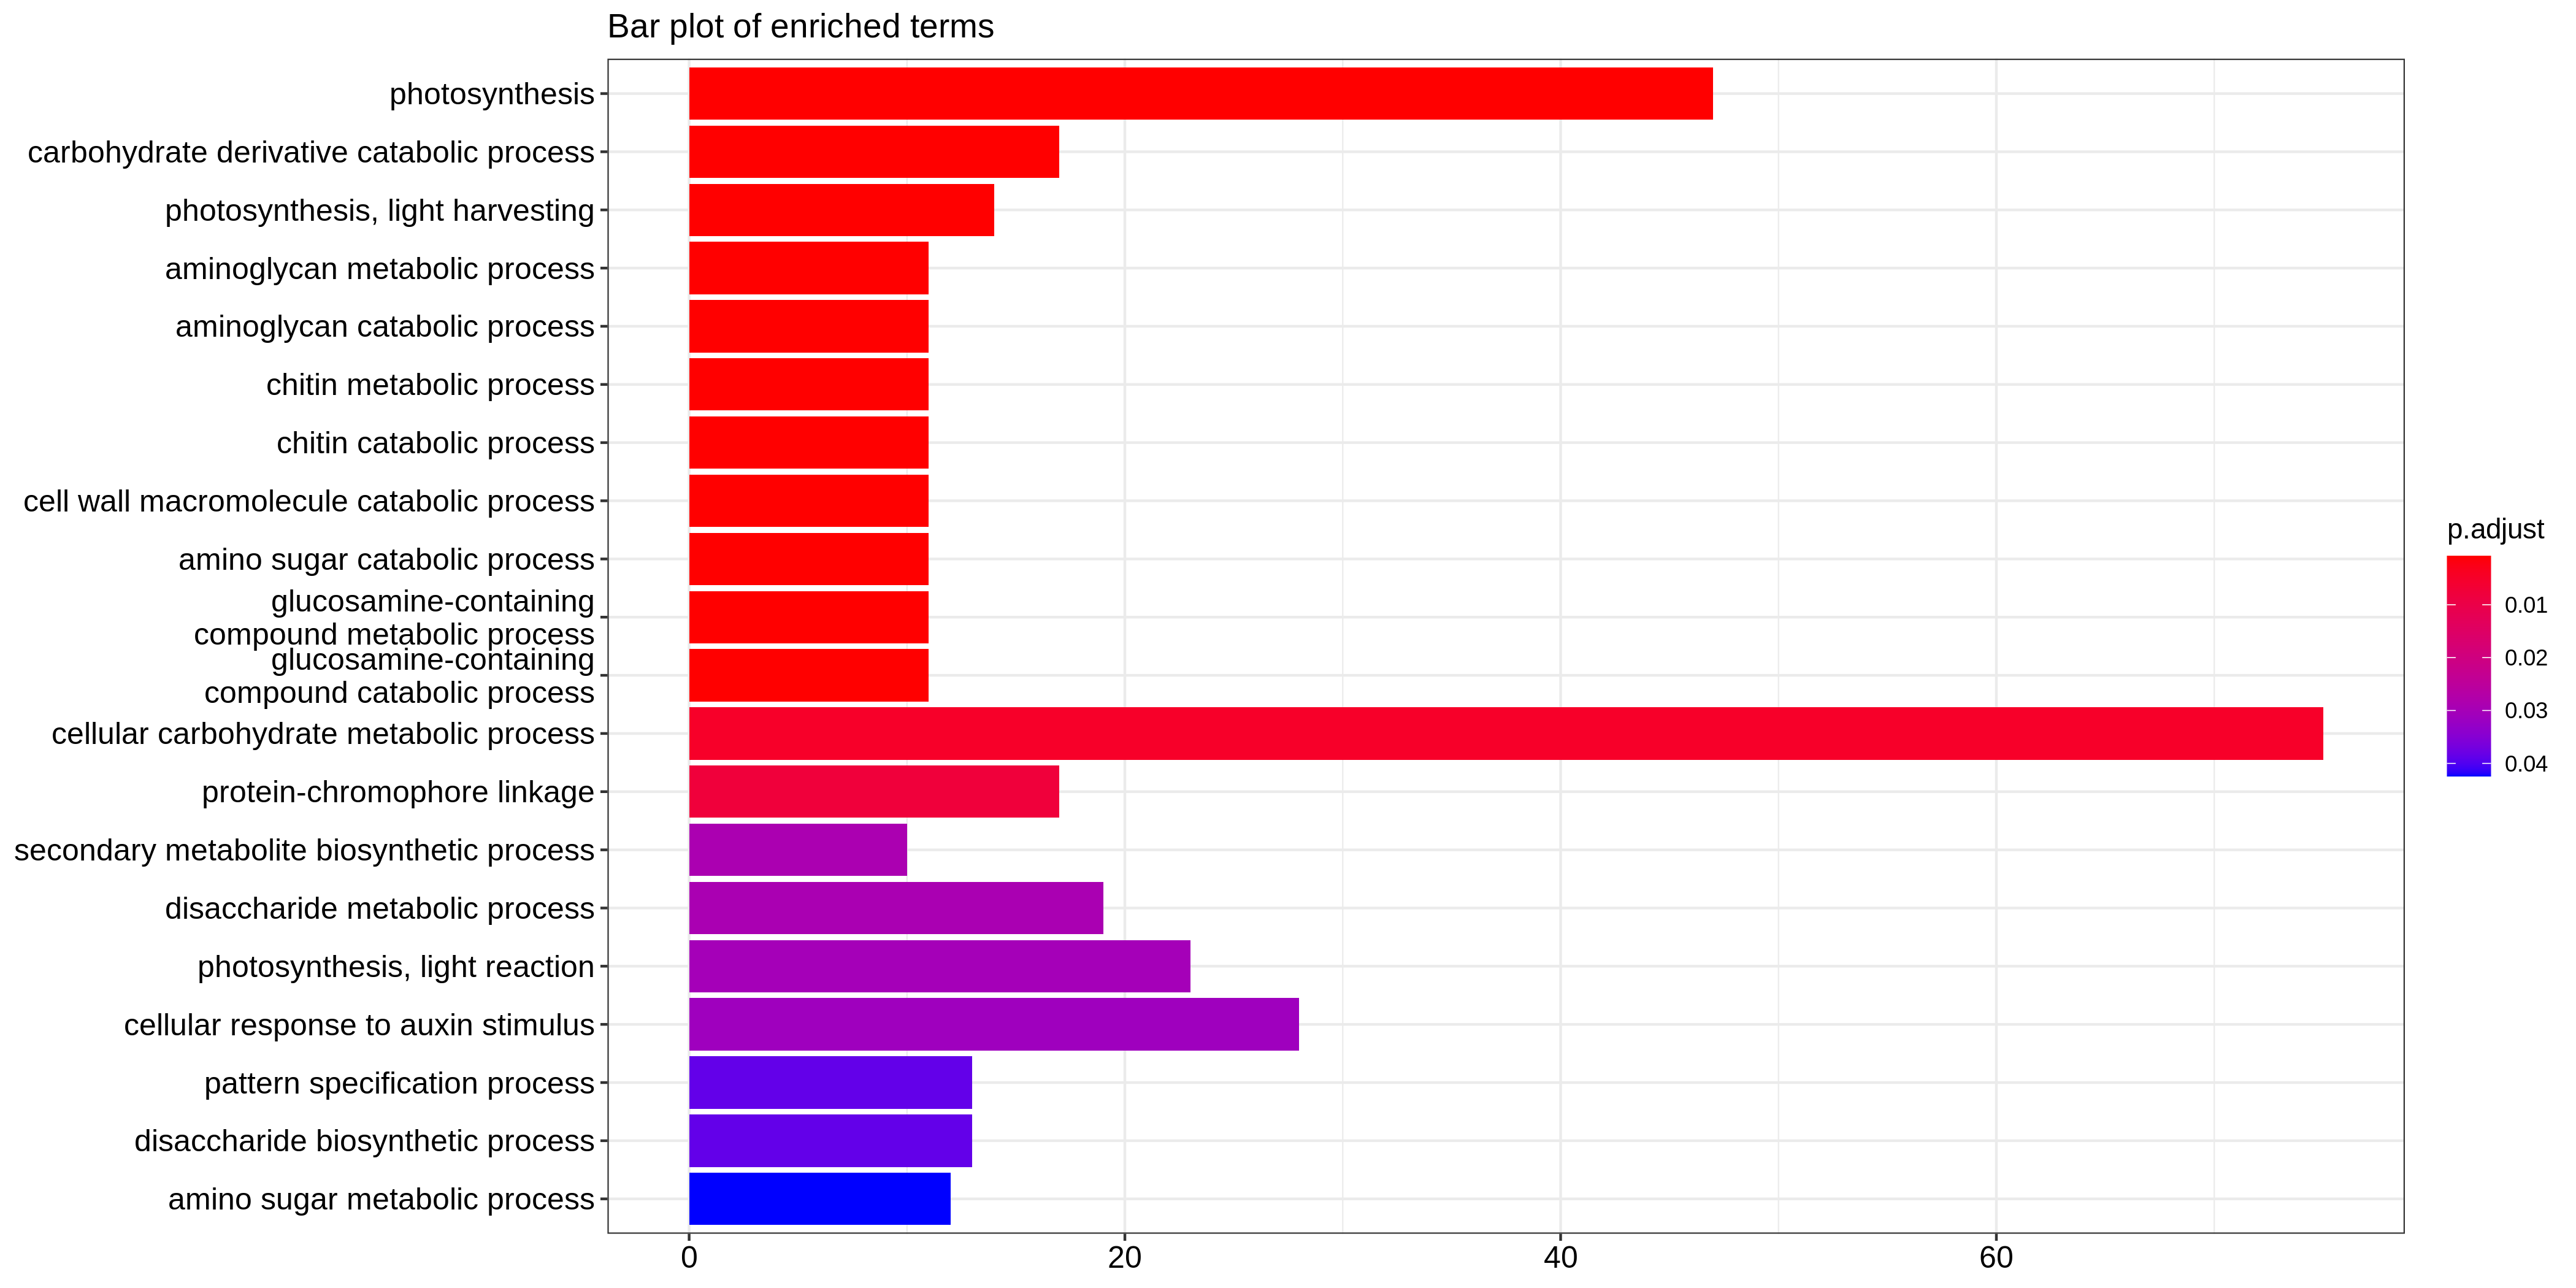 Bar plot of enriched terms
photosynthesis
carbohydrate derivative catabolic process
photosynthesis, light harvesting
aminoglycan metabolic process
aminoglycan catabolic process
chitin metabolic process
chitin catabolic process
cell wall macromolecule catabolic process
amino sugar catabolic process
glucosamine-containing
compound metabolic process
glucosamine-containing
compound catabolic process
cellular carbohydrate metabolic process
protein-chromophore linkage
secondary metabolite biosynthetic process
disaccharide metabolic process
photosynthesis, light reaction
cellular response to auxin stimulus
pattern specification process
disaccharide biosynthetic process
amino sugar metabolic process
0 20 40 60
p.adjust
0.01
0.02
0.03
0.04